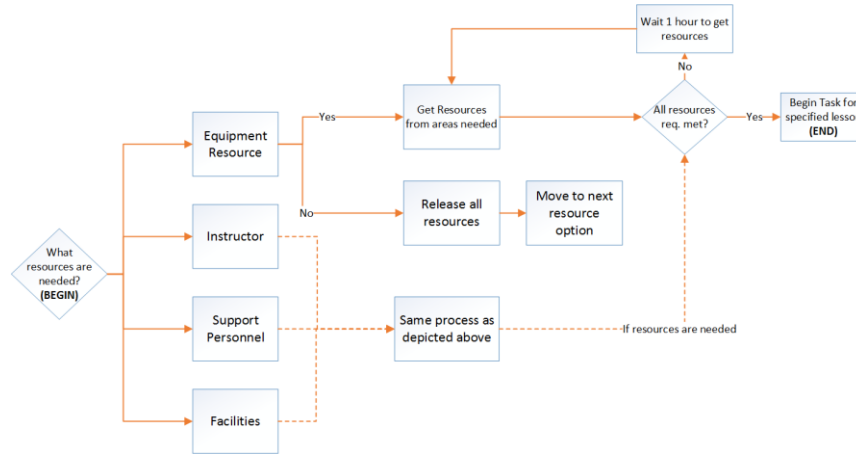 Wait 1 hour to get
resources
No
Equipment
Resource
Yes
Get Resources
from areas needed
All resources
req. met?
Yes
Begin Task for
specified lesso
(END)
No
Release all
resources
Move to next
resource
option
Instructor
What
resources are
needed?
(BEGIN)
Support
Personnel
Same process as
depicted above
If resources are needed
Facilities